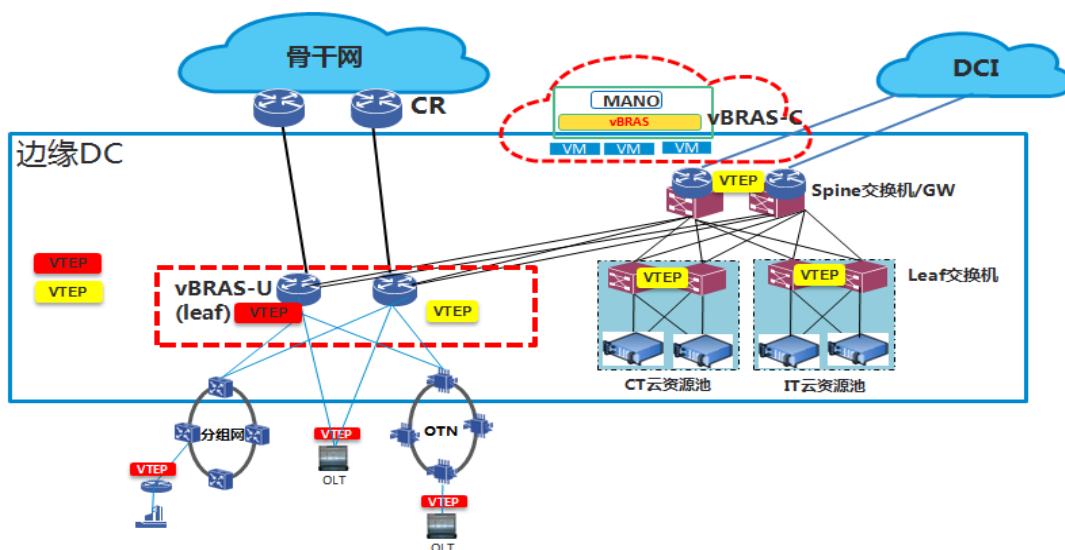 骨干网
DCI
CR
MANO
vBRAS
vBRAS-C
VM
VM
VM
边缘DC
VTEP
Spine交换机/GW
VTEP
VTEP
VTEP
VTEP
Leaf交换机
vBRAS-U
(leaf)
VTEP
VTEP
CT云资源池
IT云资源池
分组网
OTN
VTEP
OLT
VTEP
VTEP
OLT